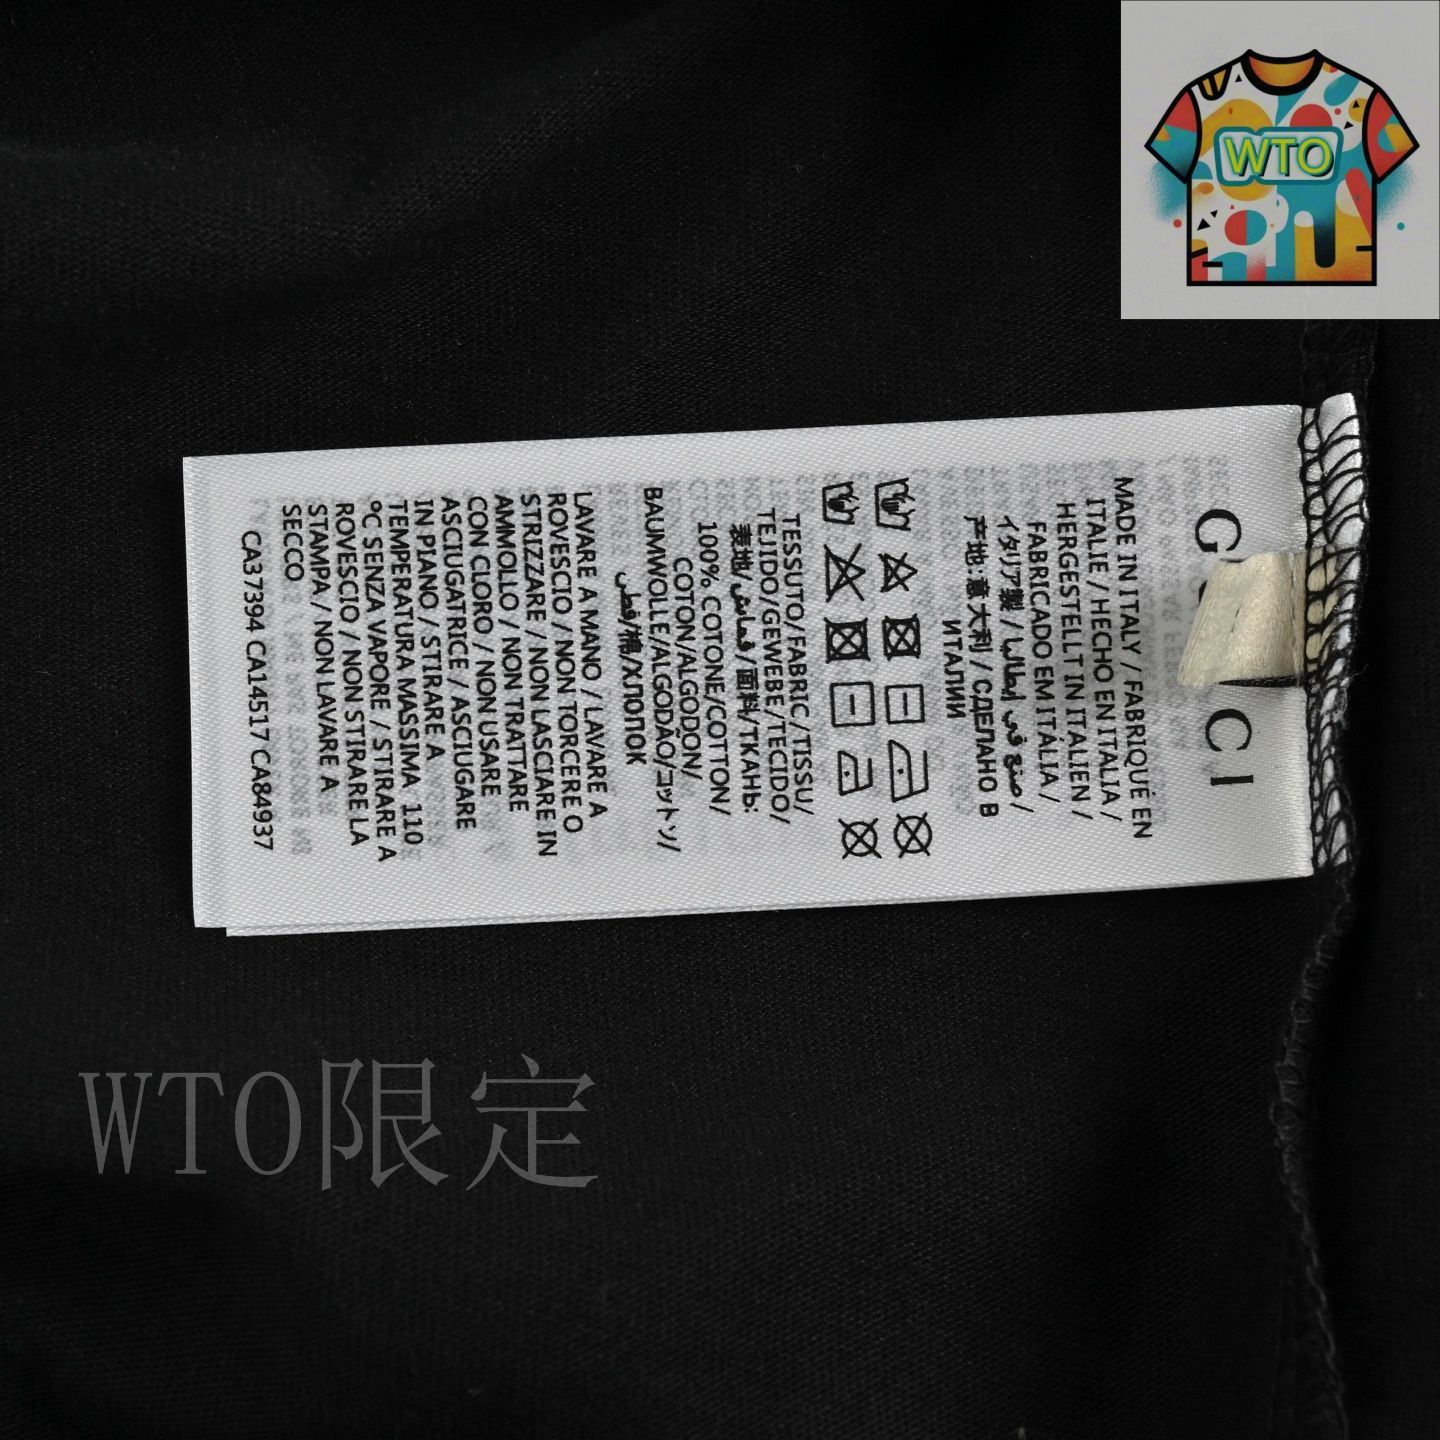 WTO
G CI
MADE IN ITALY / FABRIQUÉ EN
ITALIE / HECHO EN ITALIA /
HERGESTELLT IN ITALIEN /
FABRICADO EM ITÁLIA /
イタリア製 / صنع في إيطاليا /
产地:意大利 / СДЕЛАНО В
ИТАЛИИ
TESSUTO/FABRIC/TISSU/
TEJIDO/GEWEBE/TECIDO/
表地/قماش/面料/ТКАНЬ:
100% COTONE/COTTON/
COTON/ALGODON/
BAUMWOLLE/ALGODÃO/コットン/
棉/ХЛОПОК/قطن
LAVARE A MANO / LAVARE A
ROVESCIO / NON TORCERE O
STRIZZARE / NON LASCIARE IN
AMMOLLO / NON TRATTARE
CON CLORO / NON USARE
ASCIUGATRICE / ASCIUGARE
IN PIANO / STIRARE A
TEMPERATURA MASSIMA 110
°C SENZA VAPORE / STIRARE A
ROVESCIO / NON STIRARE LA
STAMPA / NON LAVARE A
SECCO
CA37394 CA14517 CA84937
WTO限定